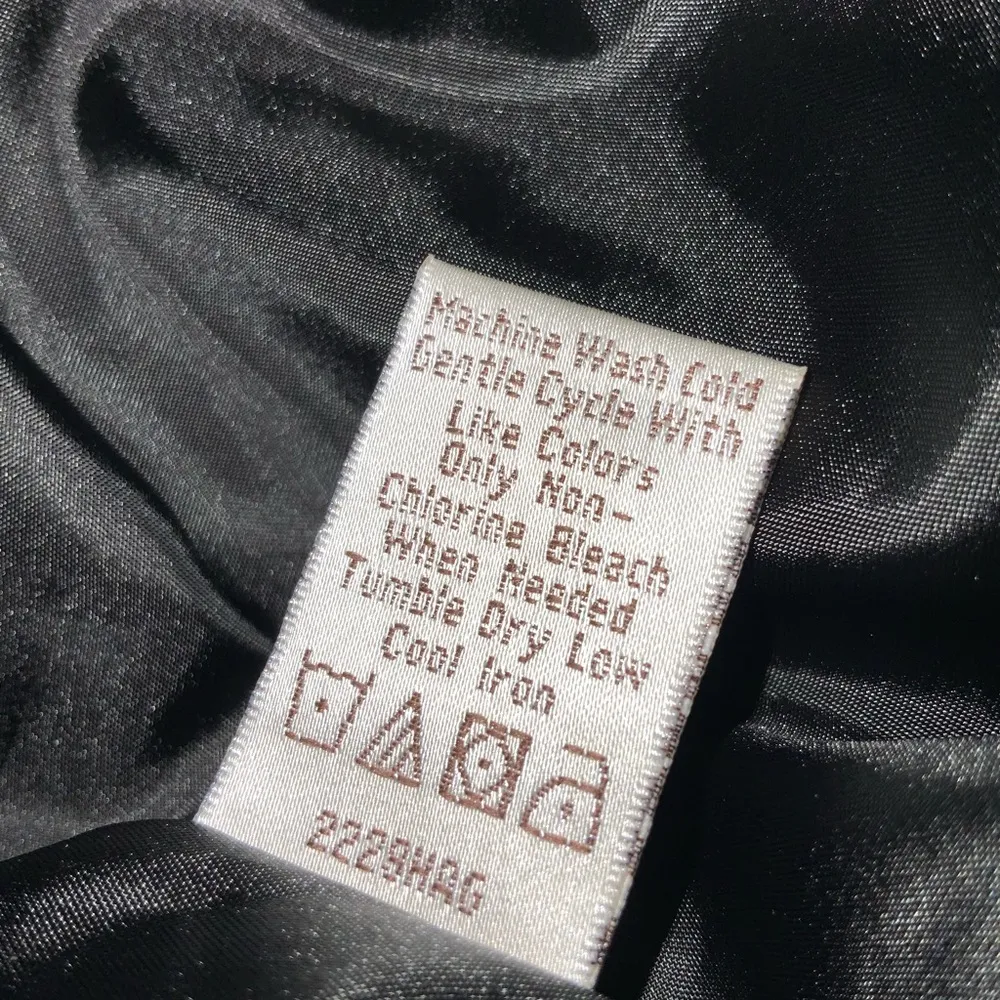 Machine Wash Cold
Gentle Cycle With
Like Colors
Only Non-
Chlorine Bleach
When Needed
Tumble Dry Low
Cool Iron
2228HAG